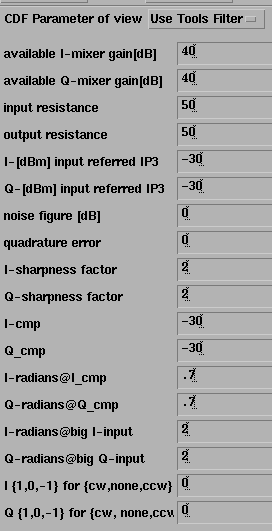 CDF Parameter of view Use Tools Filter
available I-mixer gain[dB] 40
available Q-mixer gain[dB] 40
input resistance 50
output resistance 50
I-[dBm] input referred IP3 -30
Q-[dBm] input referred IP3 -30
noise figure [dB] 0
quadrature error 0
I-sharpness factor 2
Q-sharpness factor 2
I-cmp -30
Q_cmp -30
I-radians@I_cmp .7
Q-radians@Q_cmp .7
I-radians@big I-input 2
Q-radians@big Q-input 2
I {1,0,-1} for {cw,none,ccw} 0
Q {1,0,-1} for {cw, none,ccw 0